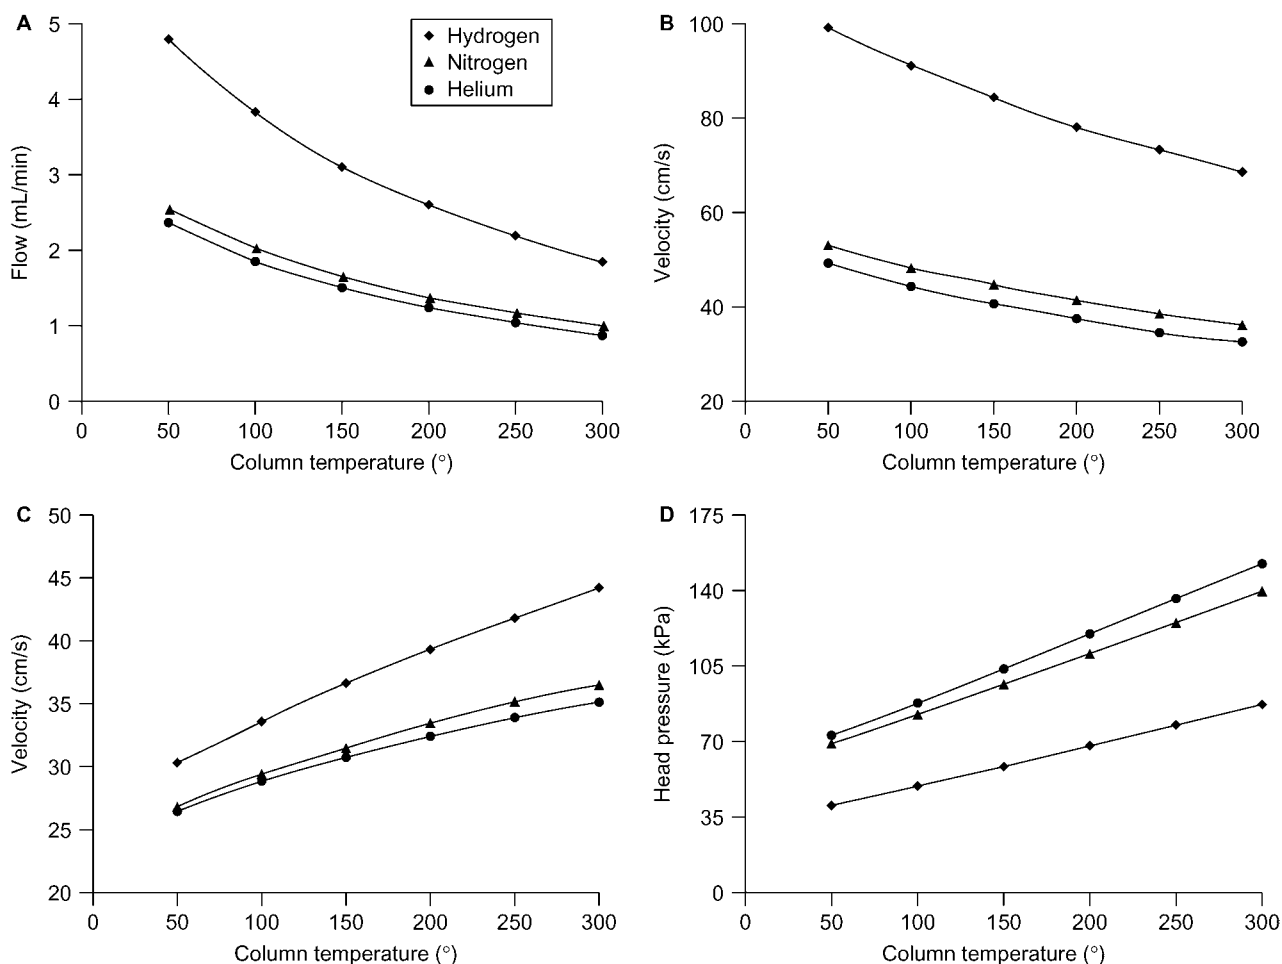 A
5
4
3
2
1
0
Flow (mL/min)
0 50 100 150 200 250 300
Column temperature (°)
Hydrogen
Nitrogen
Helium
B
100
80
60
40
20
Velocity (cm/s)
0 50 100 150 200 250 300
Column temperature (°)
C
50
45
40
35
30
25
20
Velocity (cm/s)
0 50 100 150 200 250 300
Column temperature (°)
D
175
140
105
70
35
0
Head pressure (kPa)
0 50 100 150 200 250 300
Column temperature (°)